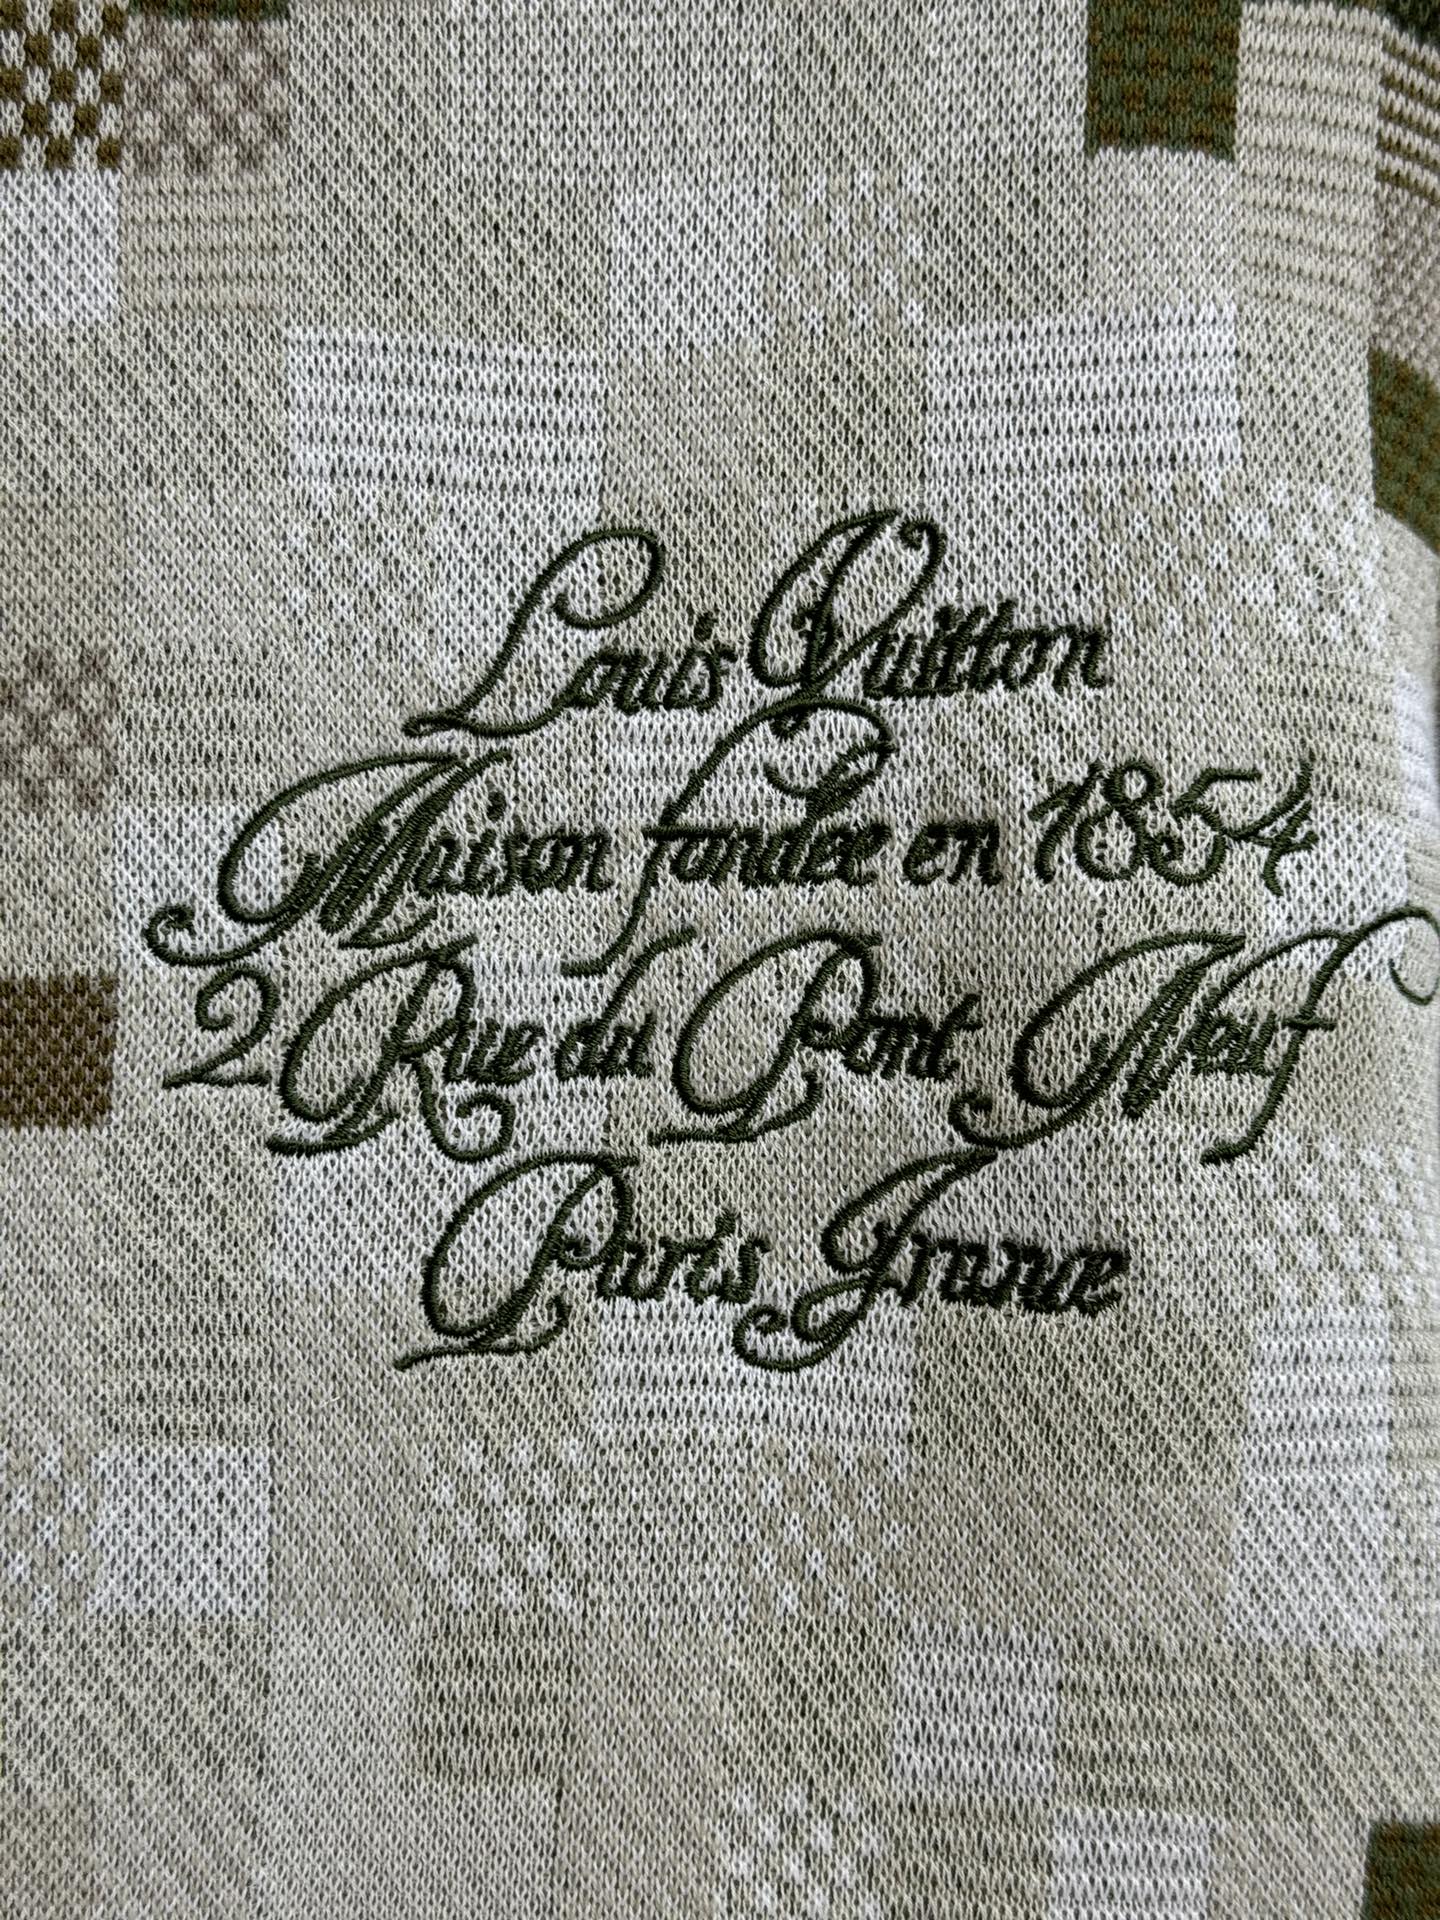 Louis Vuitton
Maison fondée en 1854
2 Rue du Pont Neuf
Paris France